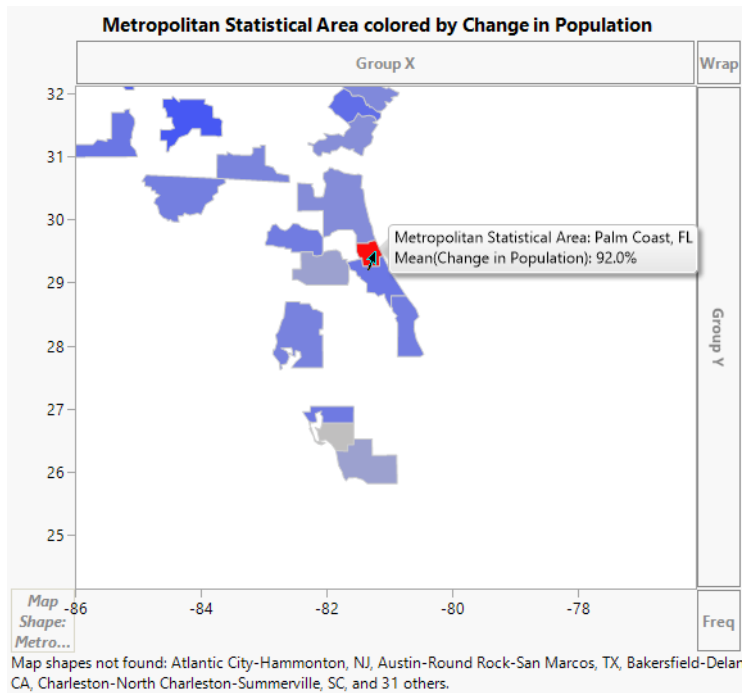 Metropolitan Statistical Area colored by Change in Population
Group X
Wrap
32
31
30
29
28
27
26
25
Metropolitan Statistical Area: Palm Coast, FL
Mean(Change in Population): 92.0%
Group Y
-86
-84
-82
-80
-78
Map
Shape:
Metro...
Freq
Map shapes not found: Atlantic City-Hammonton, NJ, Austin-Round Rock-San Marcos, TX, Bakersfield-Delan
CA, Charleston-North Charleston-Summerville, SC, and 31 others.